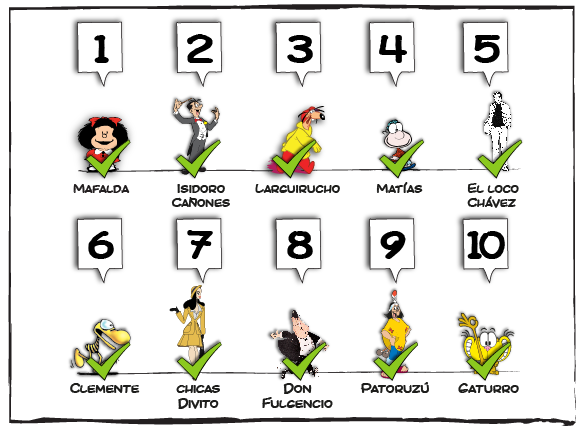 1 2 3 4 5
Mafalda Isidoro Cañones Larguirucho Matías El Loco Chávez
6 7 8 9 10
Clemente chicas Divito Don Fulgencio Patoruzú Gaturro